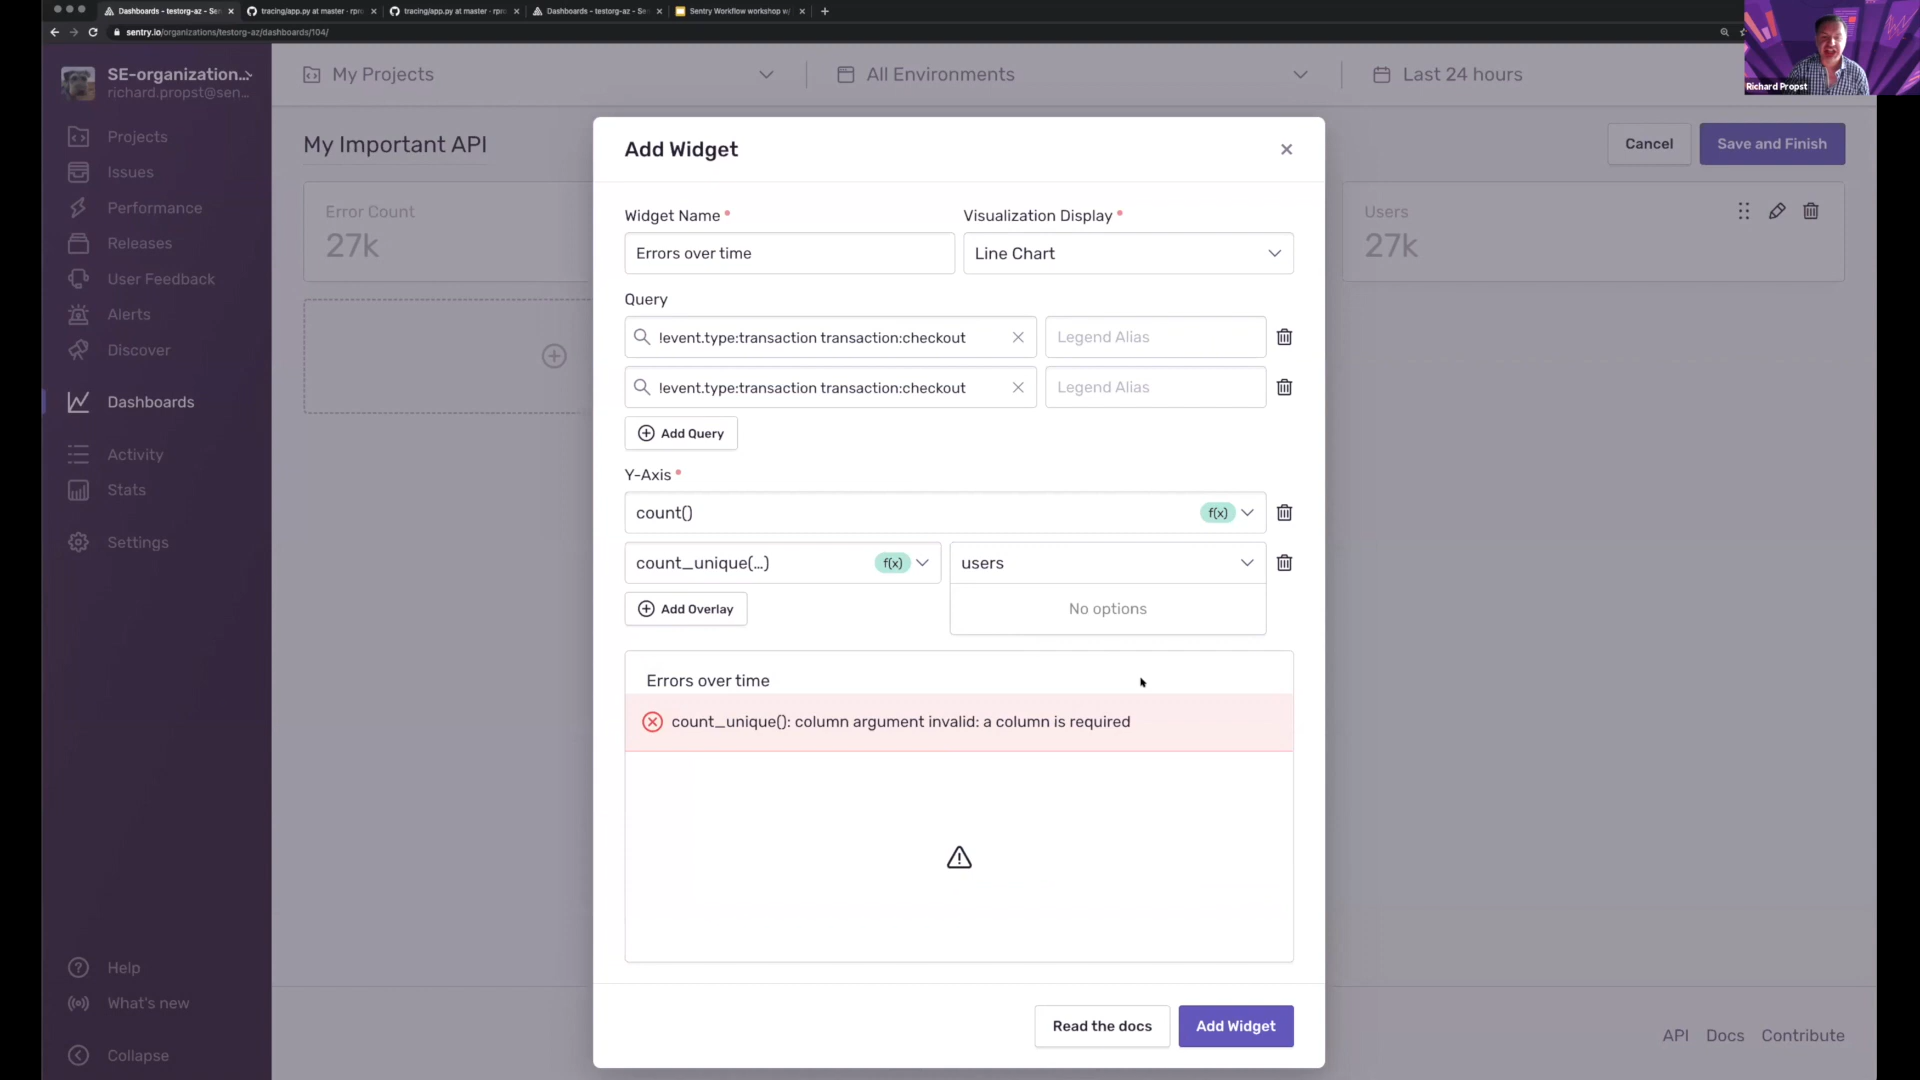 Dashboards - testorg-az - Sen
tracing/app.py at master · rpro
tracing/app.py at master · rpro
Dashboards - testorg-az - Sen
Sentry Workflow workshop w/
sentry.io/organizations/testorg-az/dashboards/104/
Richard Propst
SE-organization...
richard.propst@sen...
Projects
Issues
Performance
Releases
User Feedback
Alerts
Discover
Dashboards
Activity
Stats
Settings
Help
What's new
Collapse
My Projects
All Environments
Last 24 hours
My Important API
Cancel
Save and Finish
Error Count
27k
Users
27k
Add Widget
Widget Name *
Visualization Display *
Errors over time
Line Chart
Query
!event.type:transaction transaction:checkout
Legend Alias
!event.type:transaction transaction:checkout
Legend Alias
Add Query
Y-Axis *
count()
f(x)
count_unique(…)
f(x)
users
No options
Add Overlay
Errors over time
count_unique(): column argument invalid: a column is required
Read the docs
Add Widget
API
Docs
Contribute